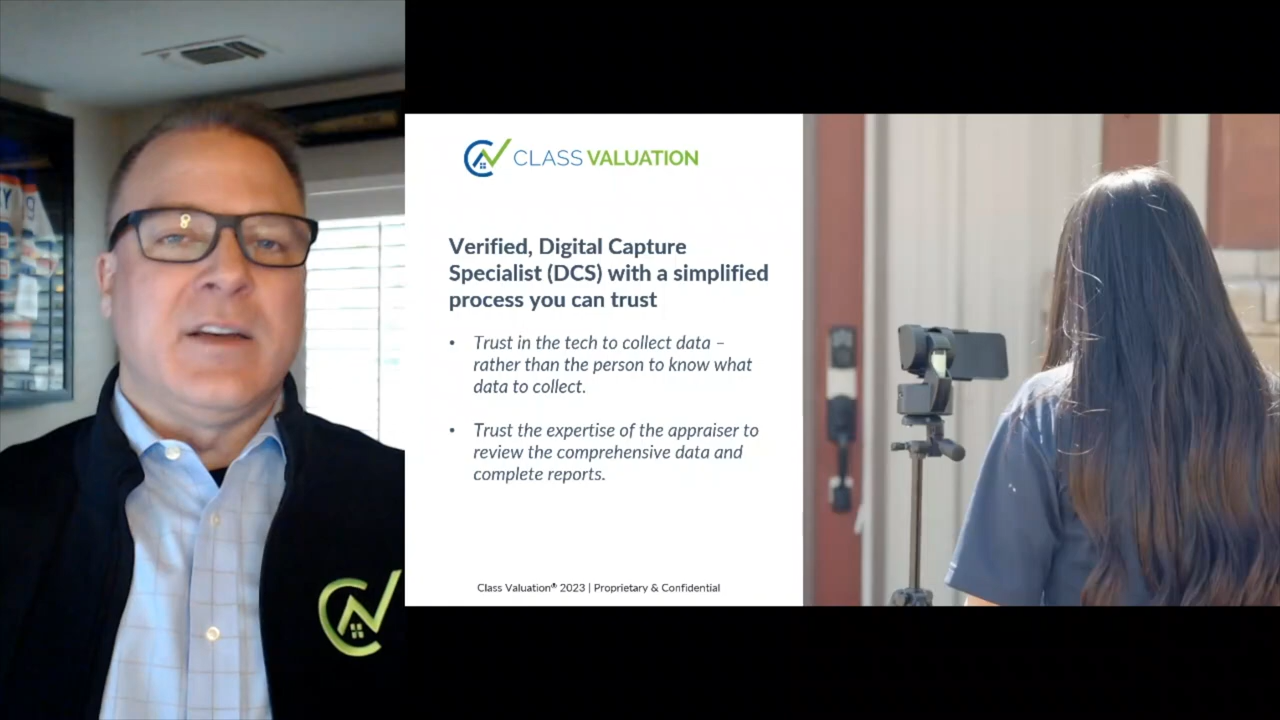 CLASS VALUATION
Verified, Digital Capture
Specialist (DCS) with a simplified
process you can trust
• Trust in the tech to collect data –
rather than the person to know what
data to collect.
• Trust the expertise of the appraiser to
review the comprehensive data and
complete reports.
Class Valuation® 2023 | Proprietary & Confidential